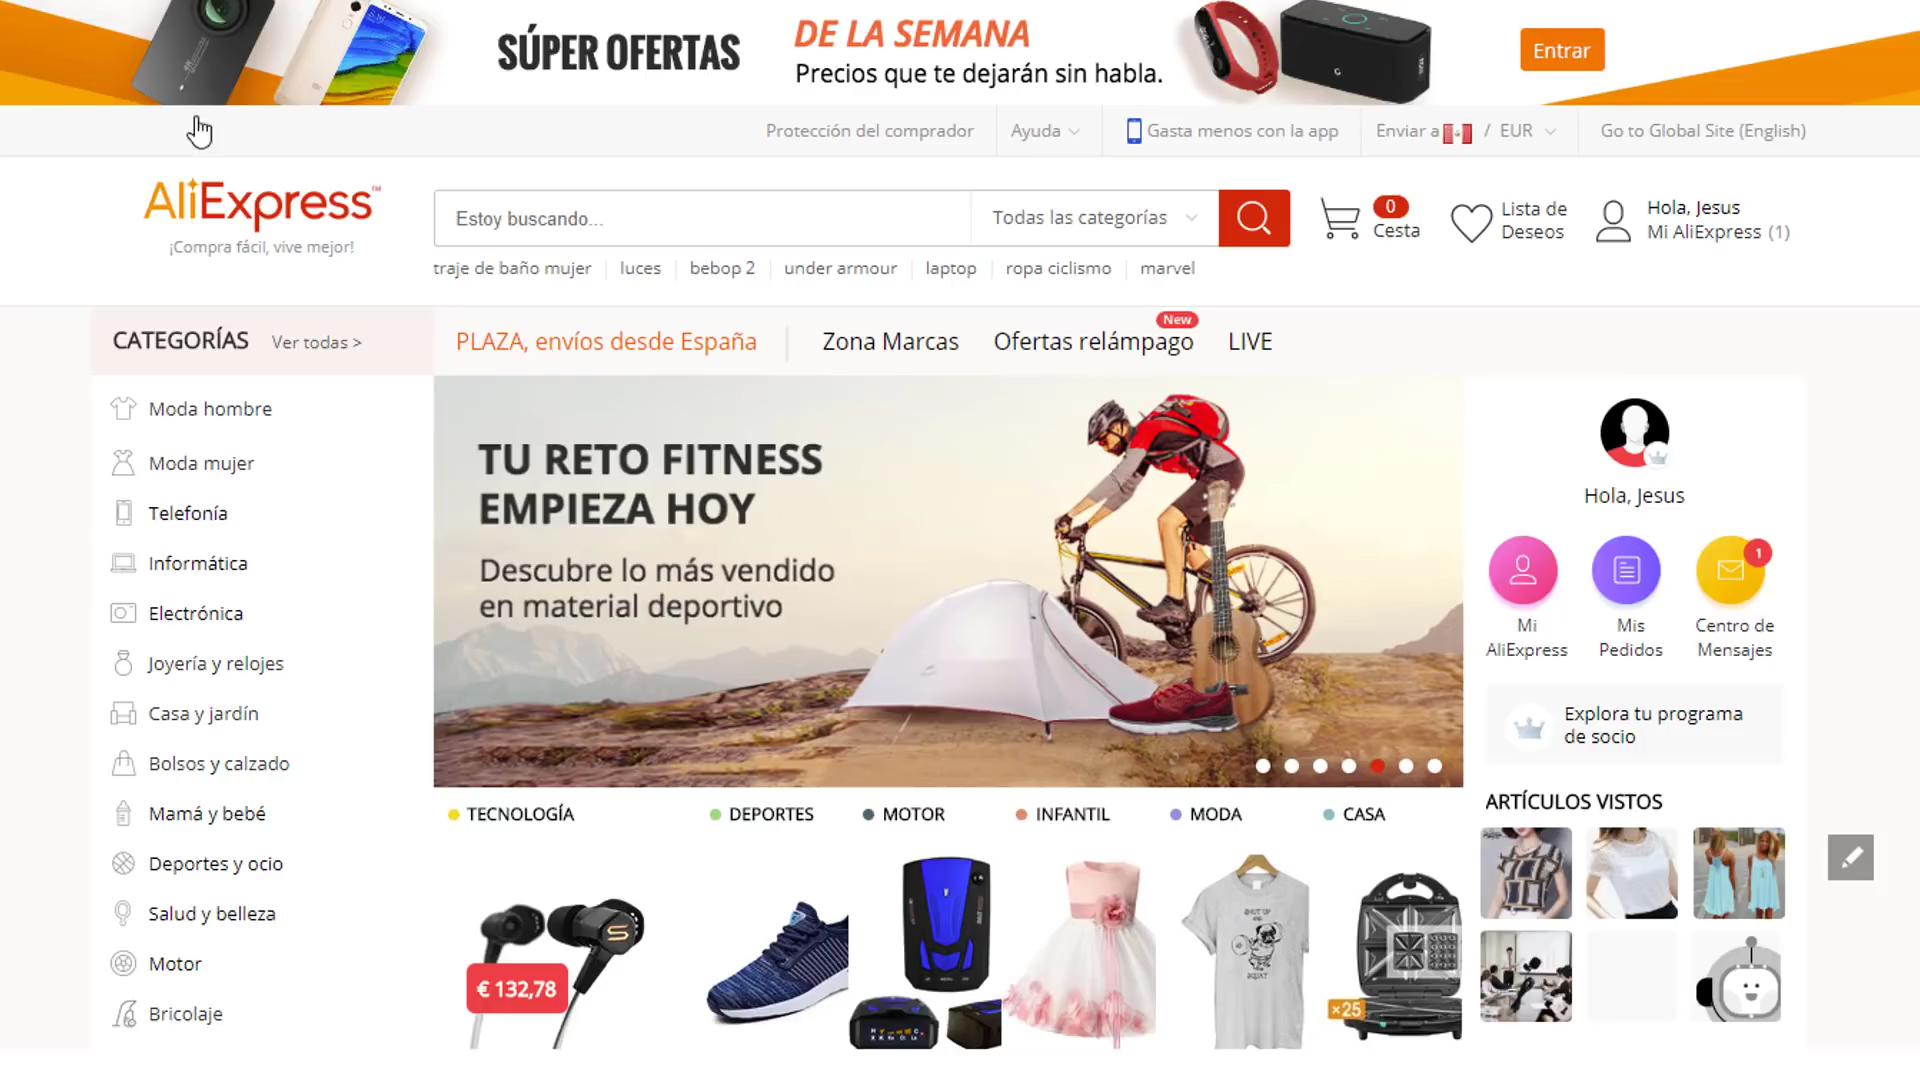 SÚPER OFERTAS
DE LA SEMANA
Precios que te dejarán sin habla.
Entrar
Protección del comprador
Ayuda
Gasta menos con la app
Enviar a / EUR
Go to Global Site (English)
AliExpress™
¡Compra fácil, vive mejor!
Estoy buscando...
Todas las categorías
0
Cesta
Lista de
Deseos
Hola, Jesus
Mi AliExpress (1)
traje de baño mujer
luces
bebop 2
under armour
laptop
ropa ciclismo
marvel
CATEGORÍAS
Ver todas >
PLAZA, envíos desde España
Zona Marcas
Ofertas relámpago
New
LIVE
Moda hombre
Moda mujer
Telefonía
Informática
Electrónica
Joyería y relojes
Casa y jardín
Bolsos y calzado
Mamá y bebé
Deportes y ocio
Salud y belleza
Motor
Bricolaje
TU RETO FITNESS
EMPIEZA HOY
Descubre lo más vendido
en material deportivo
Hola, Jesus
1
Mi
AliExpress
Mis
Pedidos
Centro de
Mensajes
Explora tu programa
de socio
ARTÍCULOS VISTOS
TECNOLOGÍA
DEPORTES
MOTOR
INFANTIL
MODA
CASA
€ 132,78
S
SHUT UP
AND
SQUAT
×25